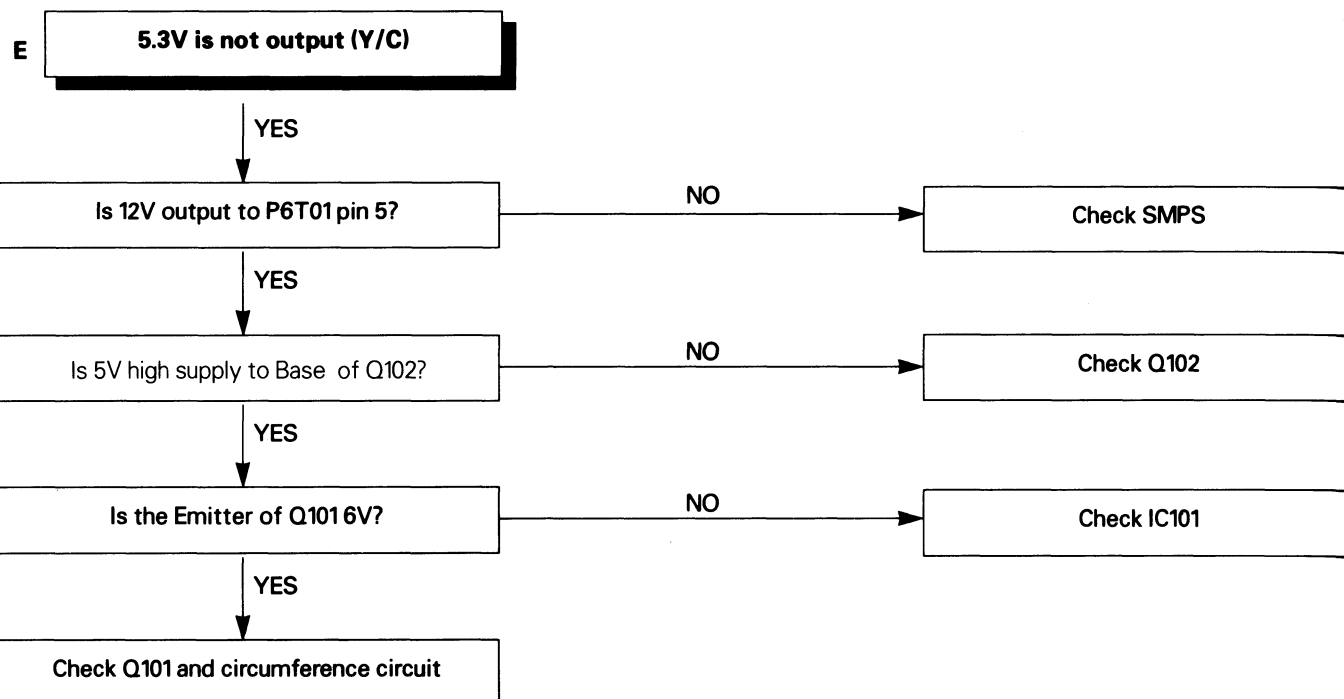 E
5.3V is not output (Y/C)
YES
Is 12V output to P6T01 pin 5?
NO
Check SMPS
YES
Is 5V high supply to Base of Q102?
NO
Check Q102
YES
Is the Emitter of Q101 6V?
NO
Check IC101
YES
Check Q101 and circumference circuit